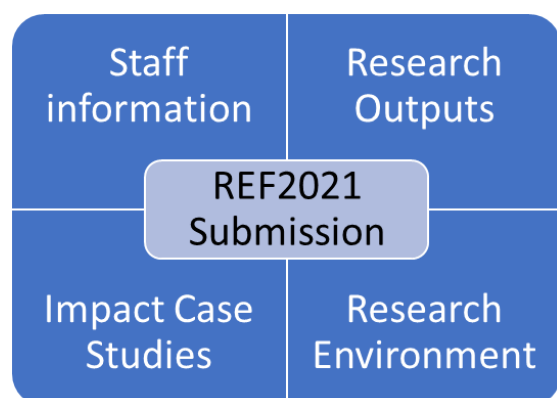 Staff
information
Research
Outputs
REF2021
Submission
Impact Case
Studies
Research
Environment